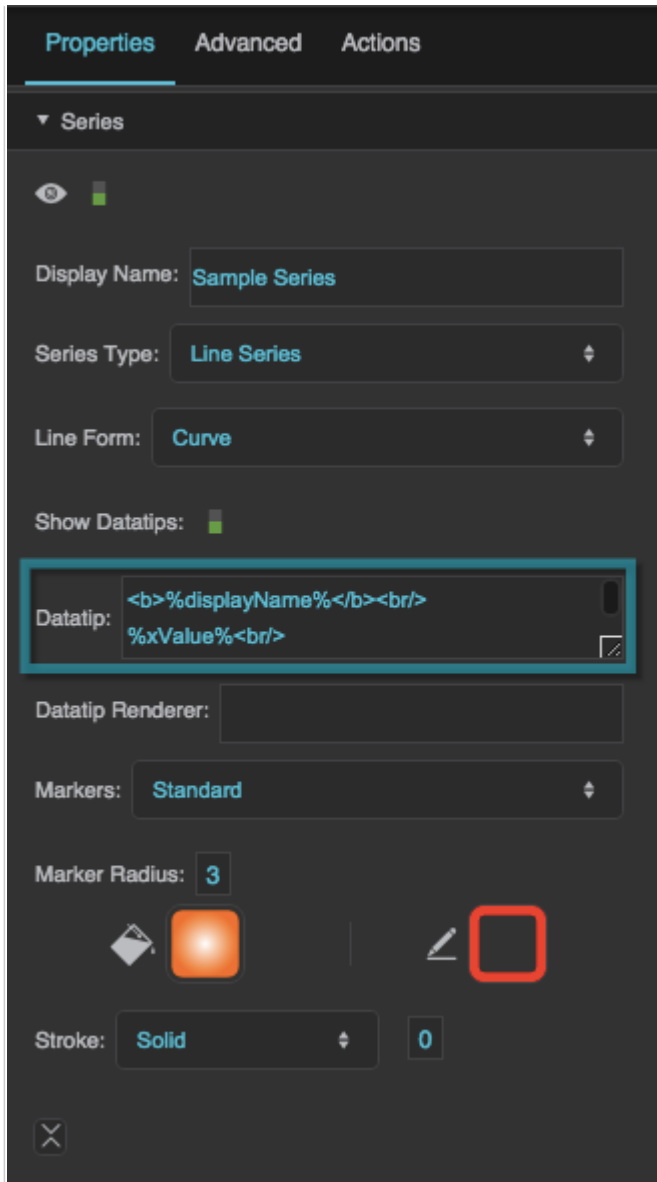 Properties Advanced Actions
Series
Display Name: Sample Series
Series Type: Line Series
Line Form: Curve
Show Datatips:
Datatip: <b>%displayName%</b><br/>
%xValue%<br/>
Datatip Renderer:
Markers: Standard
Marker Radius: 3
Stroke: Solid 0